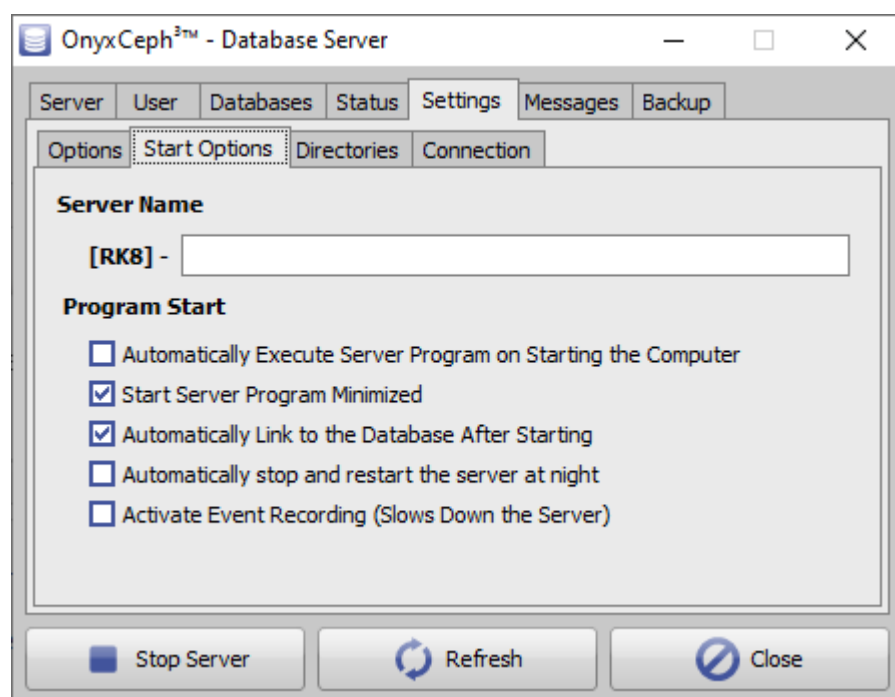 OnyxCeph³™ - Database Server
Server User Databases Status Settings Messages Backup
Options Start Options Directories Connection
Server Name
[RK8] -
Program Start
Automatically Execute Server Program on Starting the Computer
Start Server Program Minimized
Automatically Link to the Database After Starting
Automatically stop and restart the server at night
Activate Event Recording (Slows Down the Server)
Stop Server Refresh Close